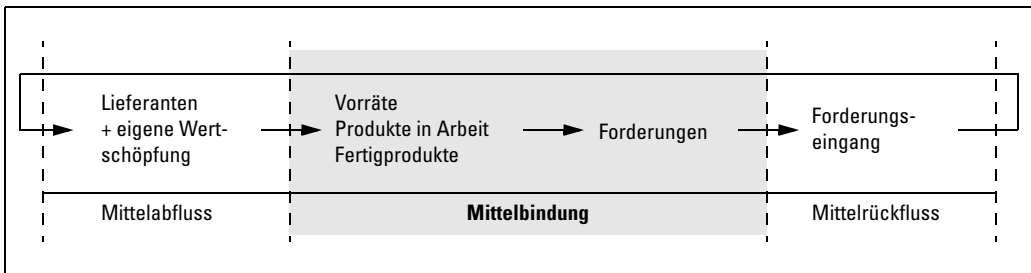 Lieferanten
+ eigene Wert-
schöpfung
Vorräte
Produkte in Arbeit
Fertigprodukte
Forderungen
Forderungs-
eingang
Mittelabfluss
Mittelbindung
Mittelrückfluss